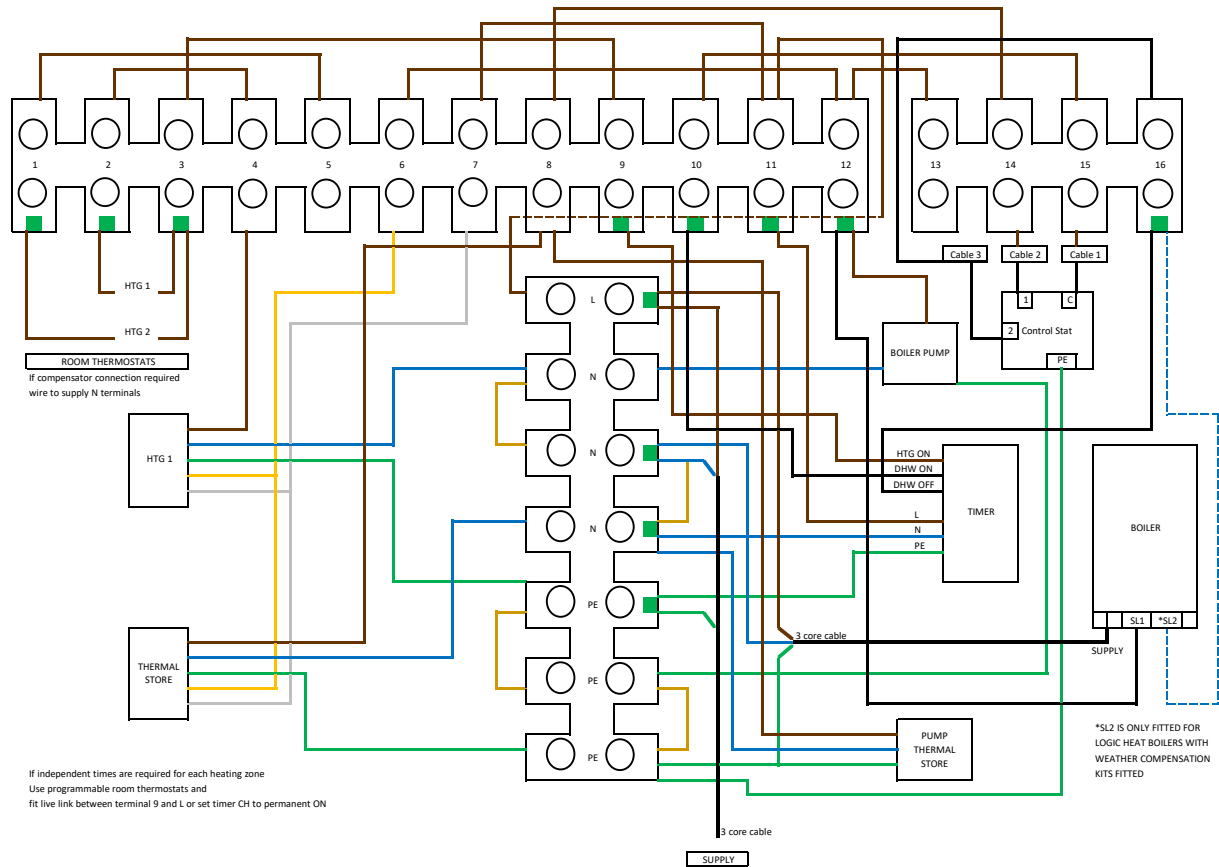 1 2 3 4 5 6 7 8 9 10 11 12 13 14 15 16
Cable 3 Cable 2 Cable 1
HTG 1
L
1 C
2 Control Stat
HTG 2
BOILER PUMP
ROOM THERMOSTATS
PE
If compensator connection required
wire to supply N terminals
N
N
HTG 1
HTG ON
DHW ON
DHW OFF
L
N
PE
TIMER
BOILER
N
PE
SL1 *SL2
3 core cable
SUPPLY
THERMAL
STORE
PE
*SL2 IS ONLY FITTED FOR
LOGIC HEAT BOILERS WITH
WEATHER COMPENSATION
KITS FITTED
PUMP
THERMAL
STORE
PE
If independent times are required for each heating zone
Use programmable room thermostats and
fit live link between terminal 9 and L or set timer CH to permanent ON
3 core cable
SUPPLY